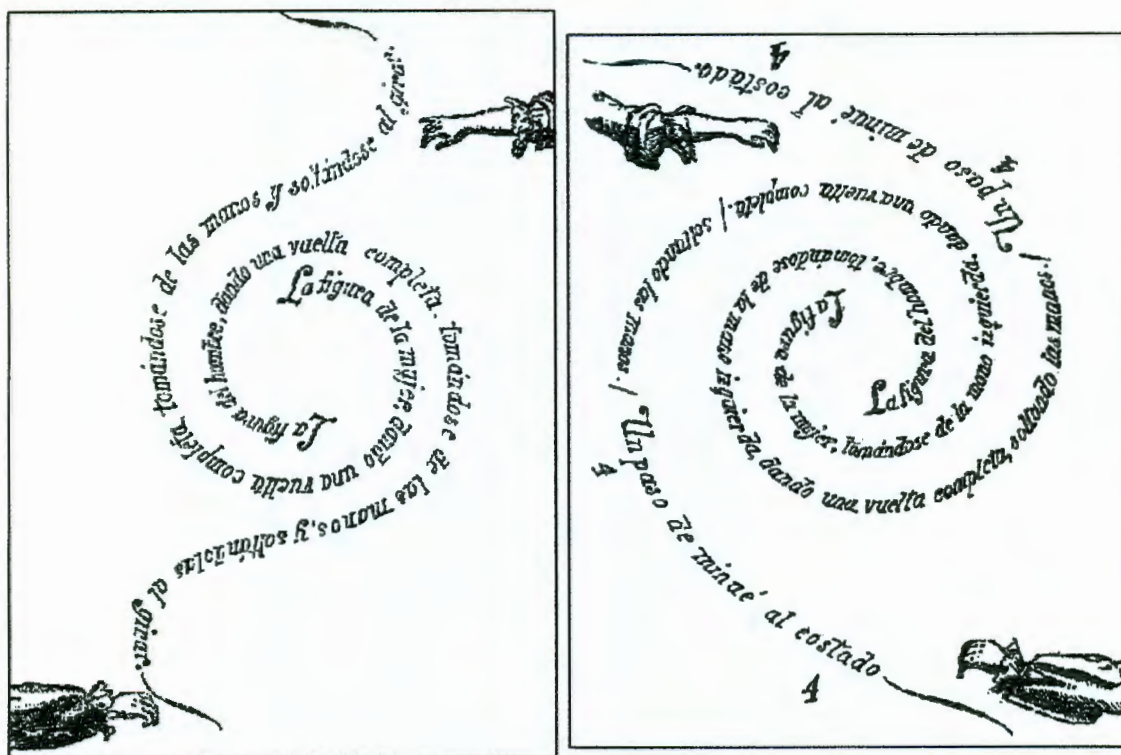 La figura del hombre, dando una vuelta completa. tomándose de las manos, y soltándolas al girar.
La figura de la mujer, dando una vuelta completa, tomándose de las manos y soltándose al girar.
La figura de la mujer, tomándose de la mano dando una vuelta completa. / soltando las manos. / Un paso de minué al costado
4
4
La figura del hombre, tomándose de la mano izquierda, dando una vuelta completa, soltando las manos. / Un paso de minué al costado.
4
4